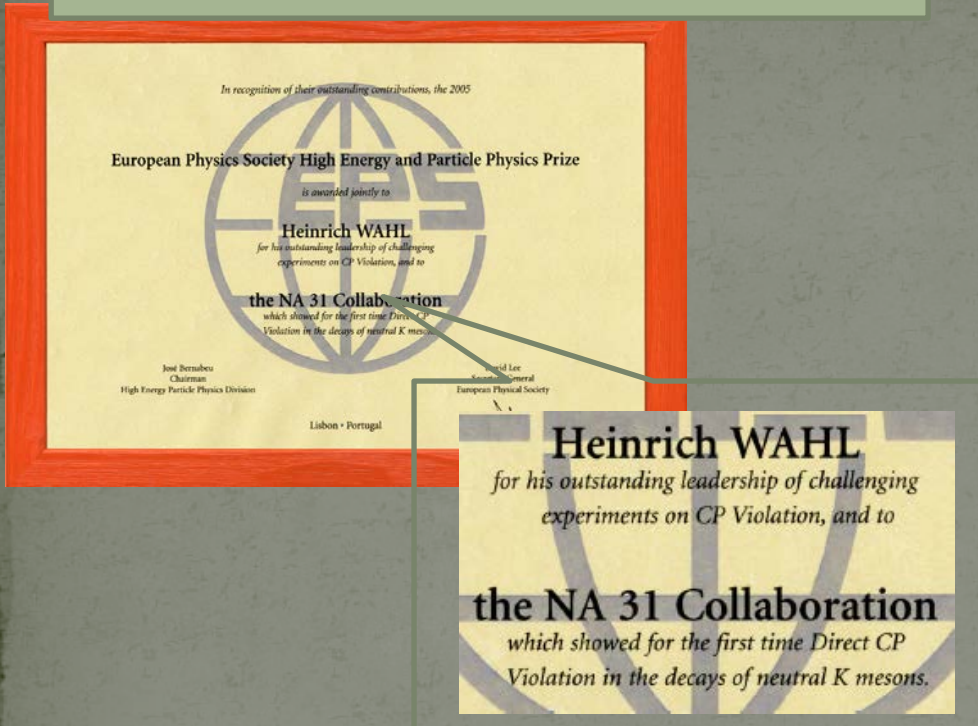 In recognition of their outstanding contributions, the 2005
European Physics Society High Energy and Particle Physics Prize
EPS
is awarded jointly to
Heinrich WAHL
for his outstanding leadership of challenging
experiments on CP Violation, and to
the NA 31 Collaboration
which showed for the first time Direct CP
Violation in the decays of neutral K mesons.
José Bernabeu
Chairman
High Energy Particle Physics Division
David Lee
Secretary General
European Physical Society
Lisbon • Portugal
Heinrich WAHL
for his outstanding leadership of challenging
experiments on CP Violation, and to
the NA 31 Collaboration
which showed for the first time Direct CP
Violation in the decays of neutral K mesons.